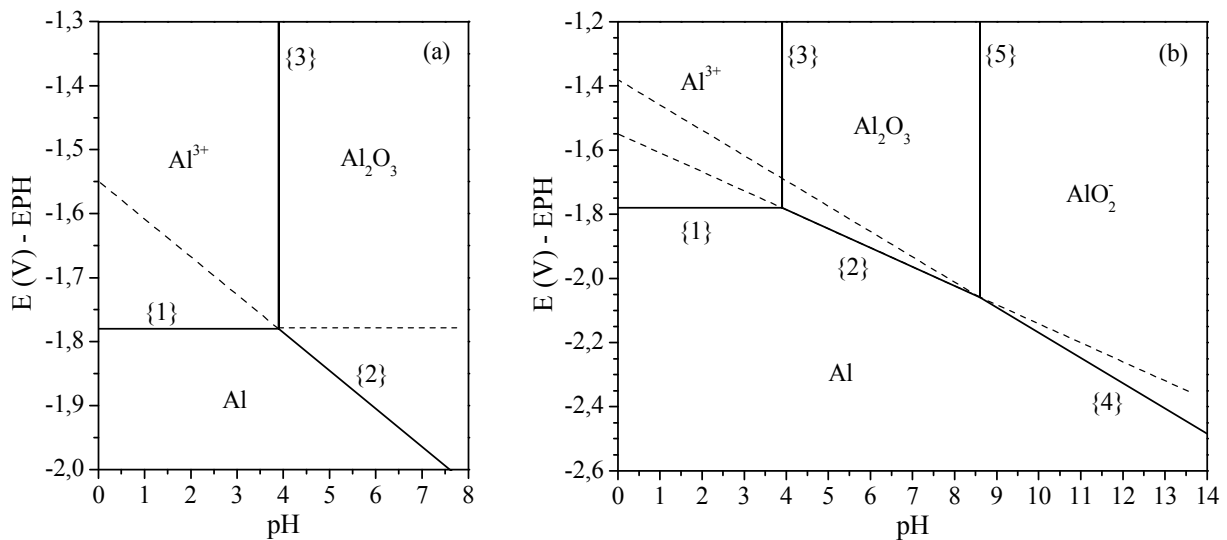 (a)
{3}
Al³⁺
Al₂O₃
{1}
{2}
Al
-1,3
-1,4
-1,5
-1,6
-1,7
-1,8
-1,9
-2,0
E (V) - EPH
0 1 2 3 4 5 6 7 8
pH
(b)
{3}
{5}
Al³⁺
Al₂O₃
AlO₂⁻
{1}
{2}
Al
{4}
-1,2
-1,4
-1,6
-1,8
-2,0
-2,2
-2,4
-2,6
E (V) - EPH
0 1 2 3 4 5 6 7 8 9 10 11 12 13 14
pH